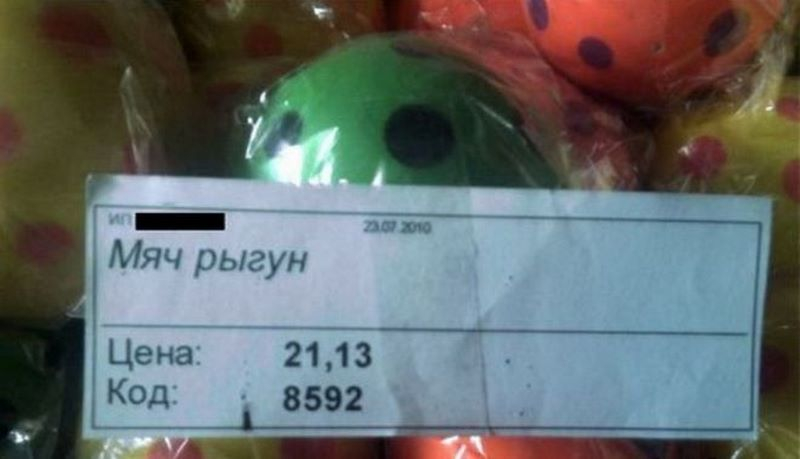 ИП 23.07.2010
Мяч рыгун
Цена: 21,13
Код: 8592